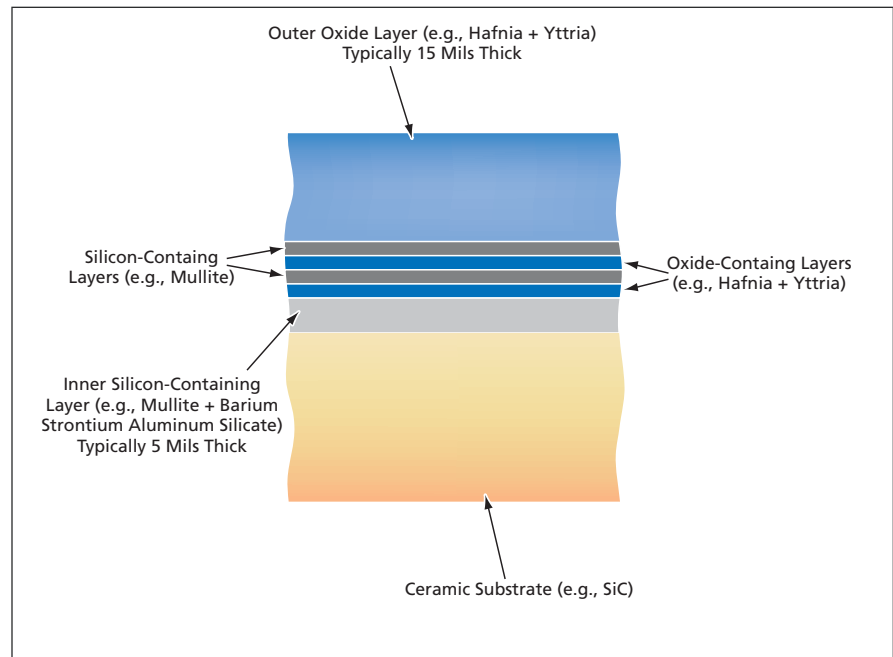 Outer Oxide Layer (e.g., Hafnia + Yttria)
Typically 15 Mils Thick
Silicon-Containg
Layers (e.g., Mullite)
Oxide-Containg Layers
(e.g., Hafnia + Yttria)
Inner Silicon-Containing
Layer (e.g., Mullite + Barium
Strontium Aluminum Silicate)
Typically 5 Mils Thick
Ceramic Substrate (e.g., SiC)